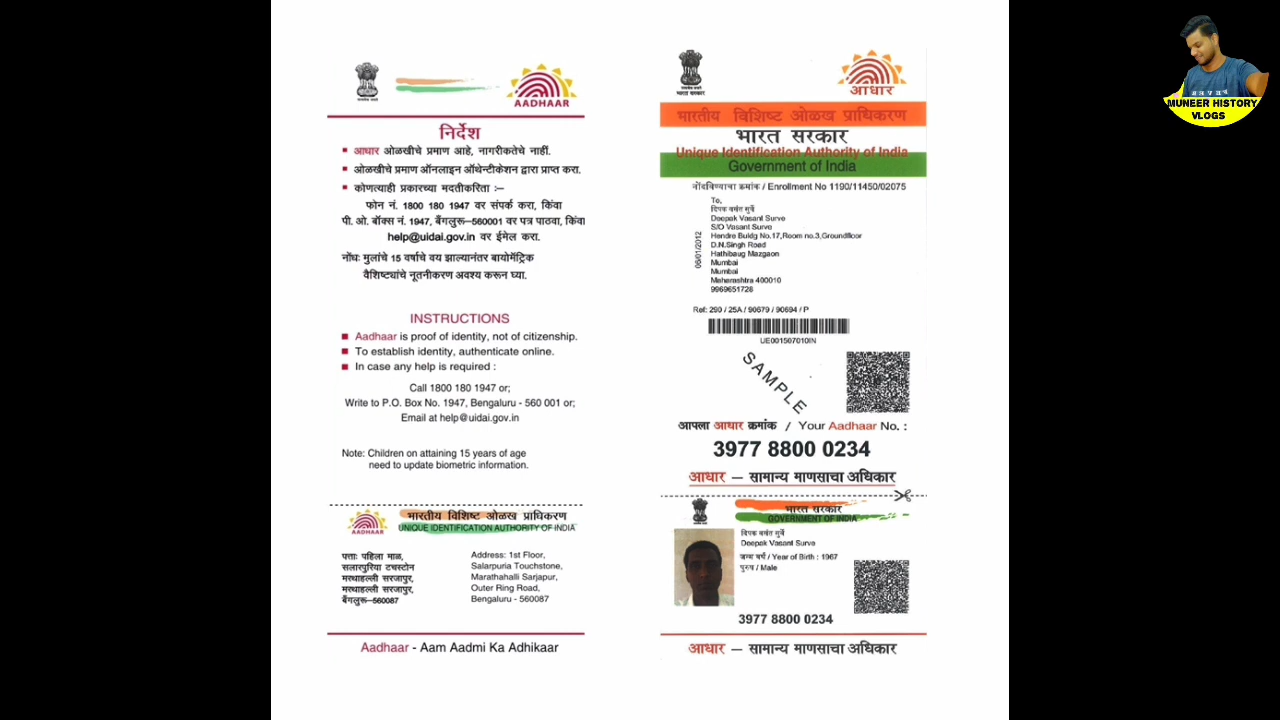 MUNEER HISTORY
VLOGS
AADHAAR
निर्देश
आधार ओळखीचे प्रमाण आहे, नागरीकतेचे नाहीं.
ओळखीचे प्रमाण ऑनलाइन ऑथेन्टीकेशन द्वारा प्राप्त करा.
कोणत्याही प्रकारच्या मदतीकरिता :–
फोन नं. 1800 180 1947 वर संपर्क करा, किंवा
पी. ओ. बॉक्स नं. 1947, बैंगलुरू–560001 वर पत्र पाठवा, किंवा
help@uidai.gov.in वर ईमेल करा.
नोंधः मुलांचे 15 वर्षाचे वय झाल्यानंतर बायोमॅट्रिक
वैशिष्ट्यांचे नूतनीकरण अवश्य करून घ्या.
INSTRUCTIONS
Aadhaar is proof of identity, not of citizenship.
To establish identity, authenticate online.
In case any help is required :
Call 1800 180 1947 or;
Write to P.O. Box No. 1947, Bengaluru - 560 001 or;
Email at help@uidai.gov.in
Note: Children on attaining 15 years of age
need to update biometric information.
AADHAAR
भारतीय विशिष्ट ओळख प्राधिकरण
UNIQUE IDENTIFICATION AUTHORITY OF INDIA
पत्ताः पहिला माळ,
सलारपुरिया टचस्टोन
मरथाहल्ली सरजापुर,
मरथाहल्ली सरजापुर,
बैंगलुरू–560087
Address: 1st Floor,
Salarpuria Touchstone,
Marathahalli Sarjapur,
Outer Ring Road,
Bengaluru - 560087
Aadhaar - Aam Aadmi Ka Adhikaar
आधार
भारतीय विशिष्ट ओळख प्राधिकरण
भारत सरकार
Unique Identification Authority of India
Government of India
नोंदविण्याचा क्रमांक / Enrollment No 1190/11450/02075
06/01/2012
To,
दिपक वसंत सुर्वे
Deepak Vasant Surve
S/O Vasant Surve
Hendre Buldg No.17,Room no.3,Groundfloor
D.N.Singh Road
Hathibaug Mazgaon
Mumbai
Mumbai
Maharashtra 400010
9969651728
Ref: 290 / 25A / 90679 / 90694 / P
UE001507010IN
SAMPLE
आपला आधार क्रमांक / Your Aadhaar No. :
3977 8800 0234
आधार — सामान्य माणसाचा अधिकार
भारत सरकार
GOVERNMENT OF INDIA
दिपक वसंत सुर्वे
Deepak Vasant Surve
जन्म वर्ष / Year of Birth : 1967
पुरुष / Male
3977 8800 0234
आधार — सामान्य माणसाचा अधिकार